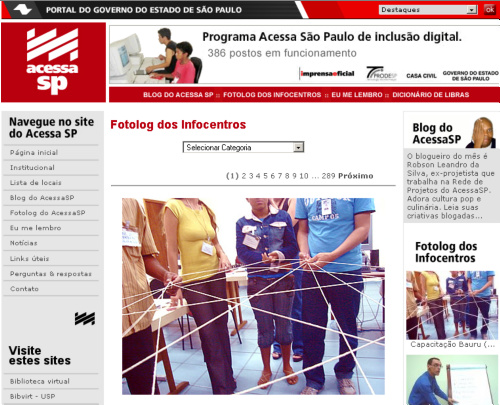 PORTAL DO GOVERNO DO ESTADO DE SÃO PAULO
Destaques
ok
acessa
sp
Programa Acessa São Paulo de inclusão digital.
386 postos em funcionamento
imprensaoficial
PRODESP
CASA CIVIL
GOVERNO DO
ESTADO DE SÃO PAULO
BLOG DO ACESSA SP :: FOTOLOG DOS INFOCENTROS :: EU ME LEMBRO :: DICIONÁRIO DE LIBRAS
Navegue no site
do Acessa SP
Página inicial
Institucional
Lista de locais
Blog do AcessaSP
Fotolog do AcessaSP
Eu me lembro
Notícias
Links úteis
Perguntas & respostas
Contato
Visite
estes sites
Biblioteca virtual
Bibvirt - USP
Fotolog dos Infocentros
Selecionar Categoria
(1) 2 3 4 5 6 7 8 9 10 ... 289 Próximo
CAMPOS
Blog do
AcessaSP
O blogueiro do mês é
Robson Leandro da
Silva, ex-projetista que
trabalha na Rede de
Projetos do AcessaSP.
Adora cultura pop e
culinária. Leia suas
criativas blogadas...
Fotolog dos
Infocentros
Capacitação Bauru (...